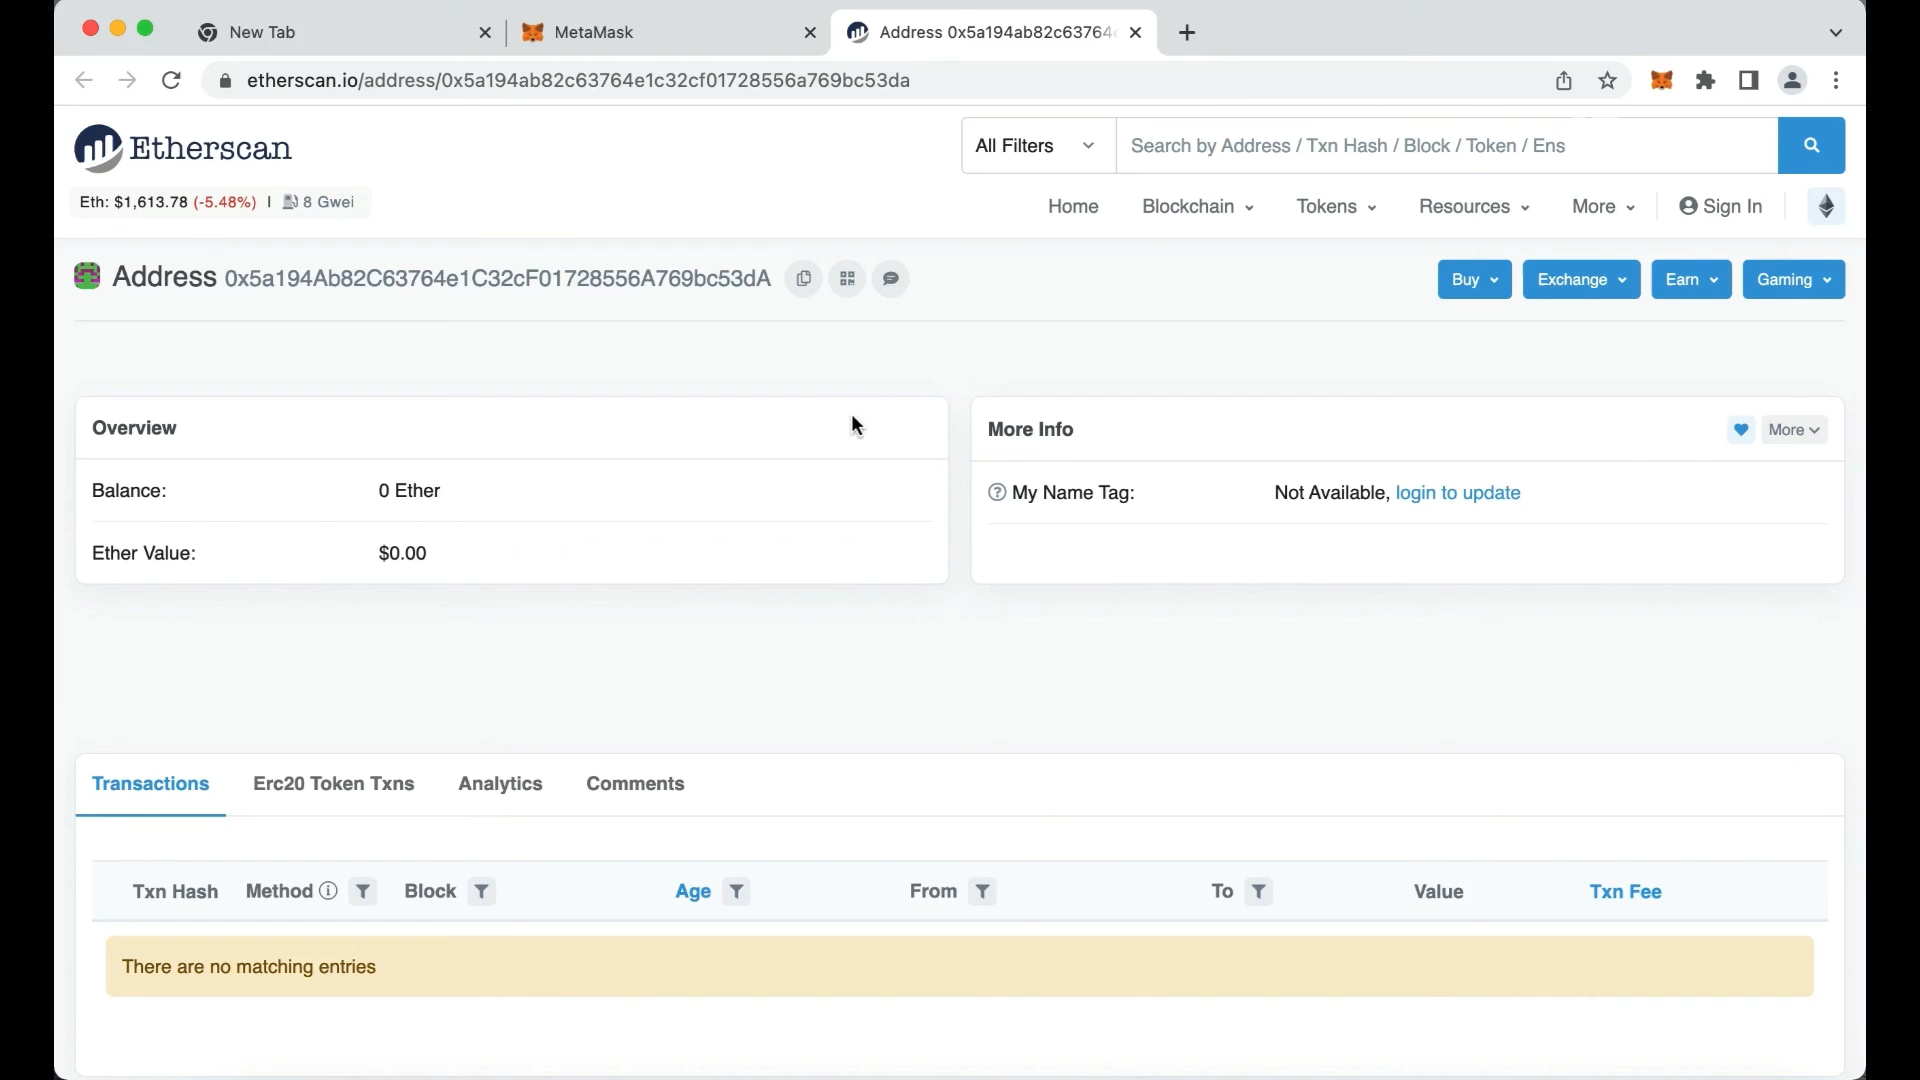 New Tab
MetaMask
Address 0x5a194ab82c63764
etherscan.io/address/0x5a194ab82c63764e1c32cf01728556a769bc53da
Etherscan
All Filters
Search by Address / Txn Hash / Block / Token / Ens
Eth: $1,613.78 (-5.48%) | 8 Gwei
Home
Blockchain
Tokens
Resources
More
Sign In
Address 0x5a194Ab82C63764e1C32cF01728556A769bc53dA
Buy
Exchange
Earn
Gaming
Overview
Balance: 0 Ether
Ether Value: $0.00
More Info
More
My Name Tag: Not Available, login to update
Transactions
Erc20 Token Txns
Analytics
Comments
Txn Hash
Method
Block
Age
From
To
Value
Txn Fee
There are no matching entries